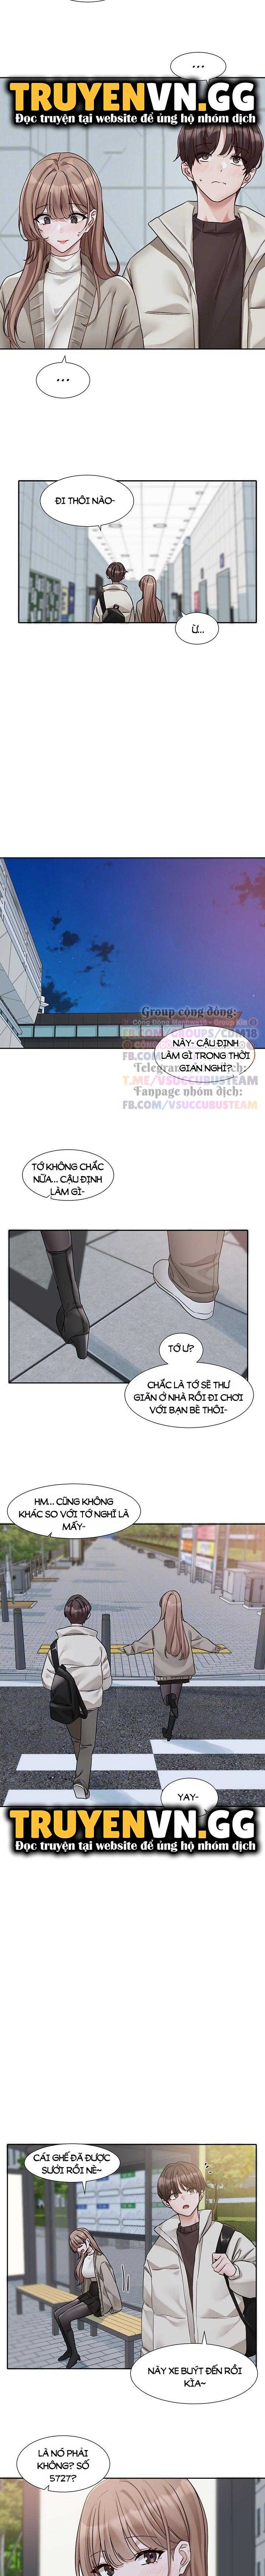 ...
TRUYENVN.GG
Đọc truyện tại website để ủng hộ nhóm dịch
...
ĐI THÔI NÀO-
Ừ...
Group cộng đồng:
NÀY- CẬU ĐỊNH
LÀM GÌ TRONG THỜI
GIAN NGHỈ?
T.ME/VSUCCUBUSTEAM
Fanpage nhóm dịch:
FB.COM/VSUCCUBUSTEAM
TỚ KHÔNG CHẮC
NỮA... CẬU ĐỊNH
LÀM GÌ-
TỚ Ư?
CHẮC LÀ TỚ SẼ THƯ
GIÃN Ở NHÀ RỒI ĐI CHƠI
VỚI BẠN BÈ THÔI-
HM... CŨNG KHÔNG
KHÁC SO VỚI TỚ NGHĨ LÀ
MẤY-
YAY-
TRUYENVN.GG
Đọc truyện tại website để ủng hộ nhóm dịch
CÁI GHẾ ĐÃ ĐƯỢC
SƯỞI RỒI NÈ~
NÀY XE BUÝT ĐẾN RỒI
KÌA~
LÀ NÓ PHẢI
KHÔNG? SỐ
5727?